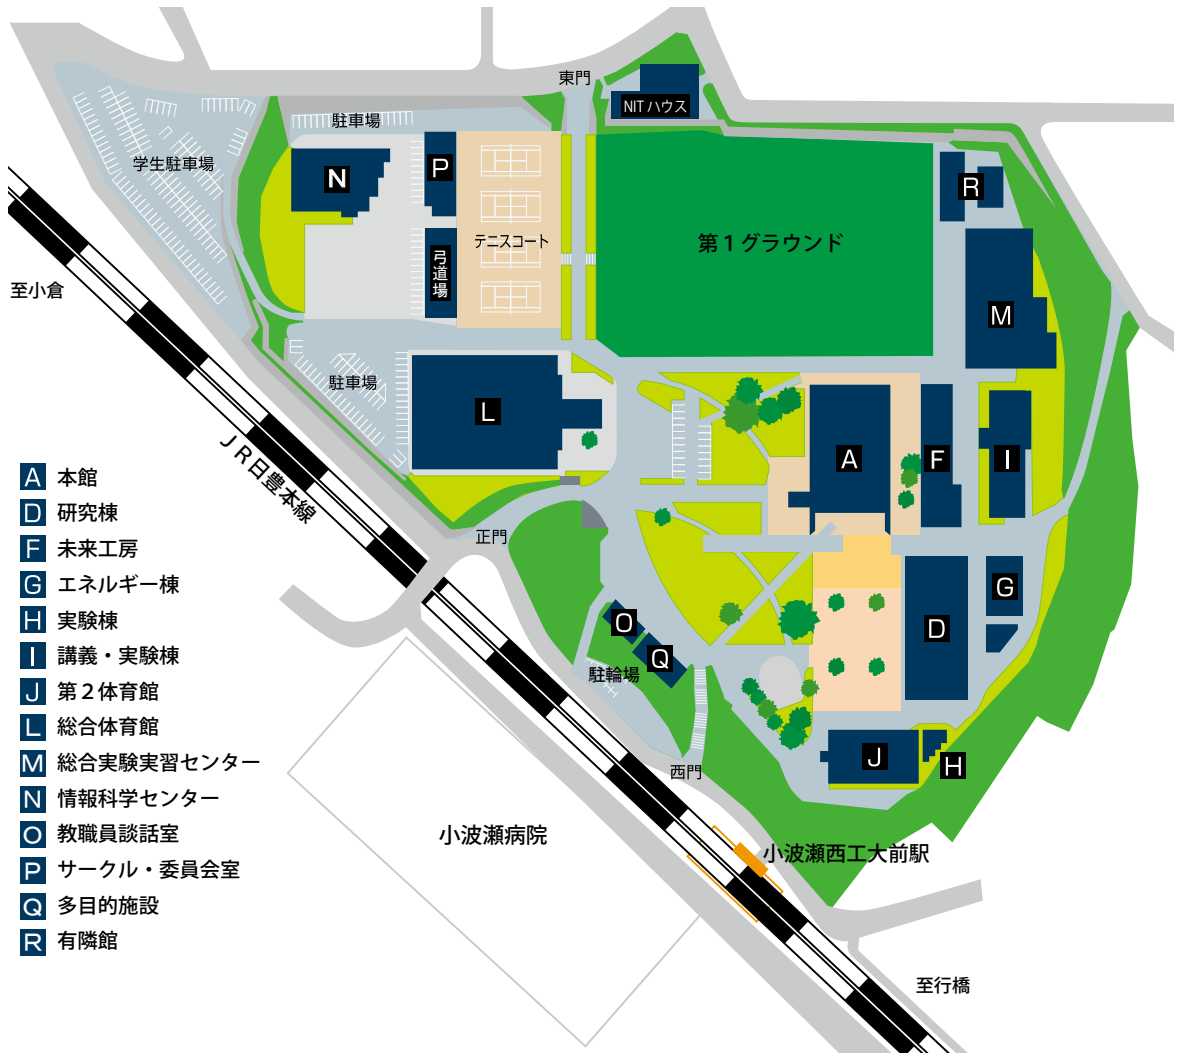 東門
NIT ハウス
駐車場
学生駐車場
N
P
R
テニスコート
第1グラウンド
弓道場
至小倉
M
駐車場
L
A
F
I
JR日豊本線
正門
G
O
D
Q
駐輪場
西門
J
H
小波瀬病院
小波瀬西工大前駅
至行橋
A 本館
D 研究棟
F 未来工房
G エネルギー棟
H 実験棟
I 講義・実験棟
J 第2体育館
L 総合体育館
M 総合実験実習センター
N 情報科学センター
O 教職員談話室
P サークル・委員会室
Q 多目的施設
R 有隣館